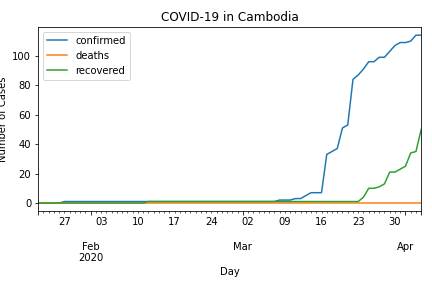 COVID-19 in Cambodia
confirmed
deaths
recovered
Number of Cases
100
80
60
40
20
0
27 03 10 17 24 02 09 16 23 30
Feb Mar Apr
2020
Day